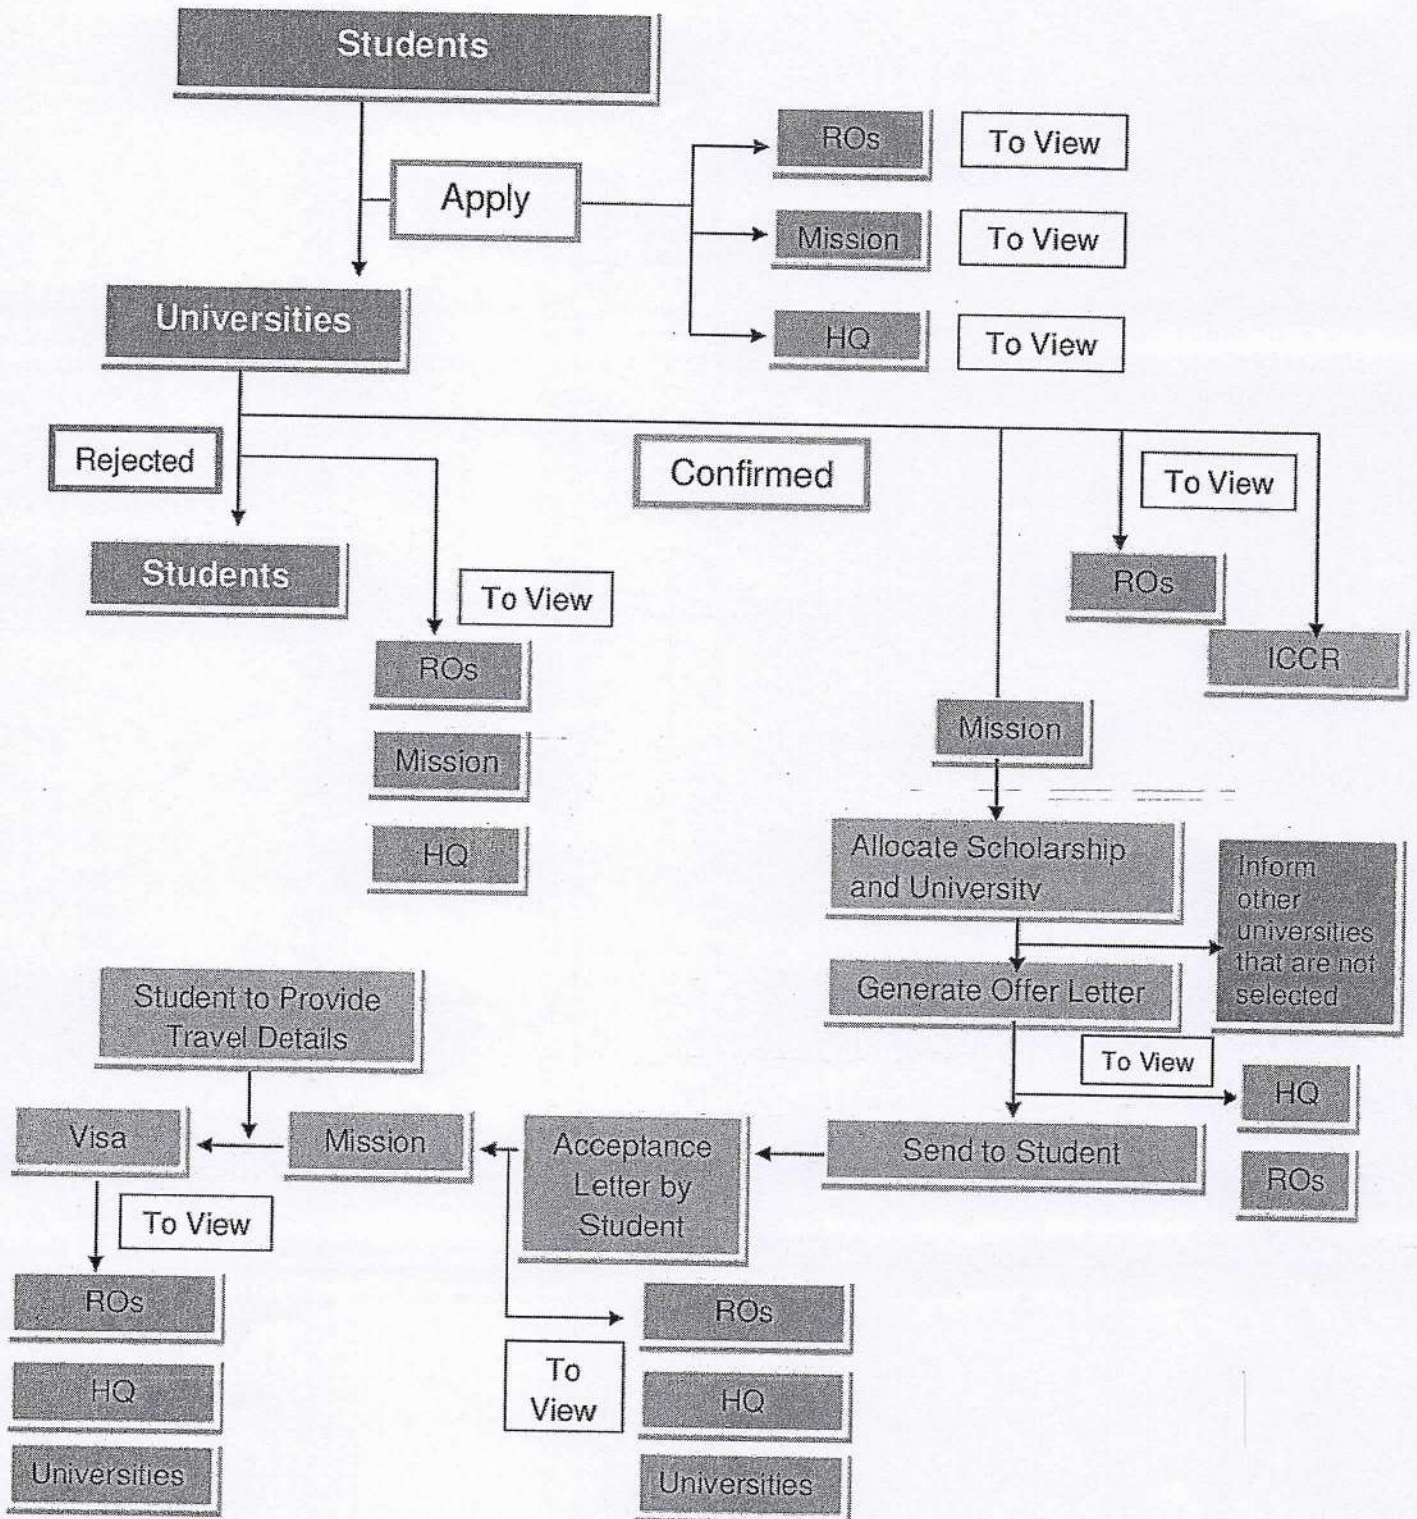 Students
Apply
ROs
To View
Mission
To View
HQ
To View
Universities
Rejected
Confirmed
To View
Students
To View
ROs
Mission
HQ
ROs
ICCR
Mission
Allocate Scholarship
and University
Inform
other
universities
that are not
selected
Generate Offer Letter
To View
HQ
ROs
Send to Student
Acceptance
Letter by
Student
Mission
Student to Provide
Travel Details
Visa
To View
ROs
HQ
Universities
To
View
ROs
HQ
Universities